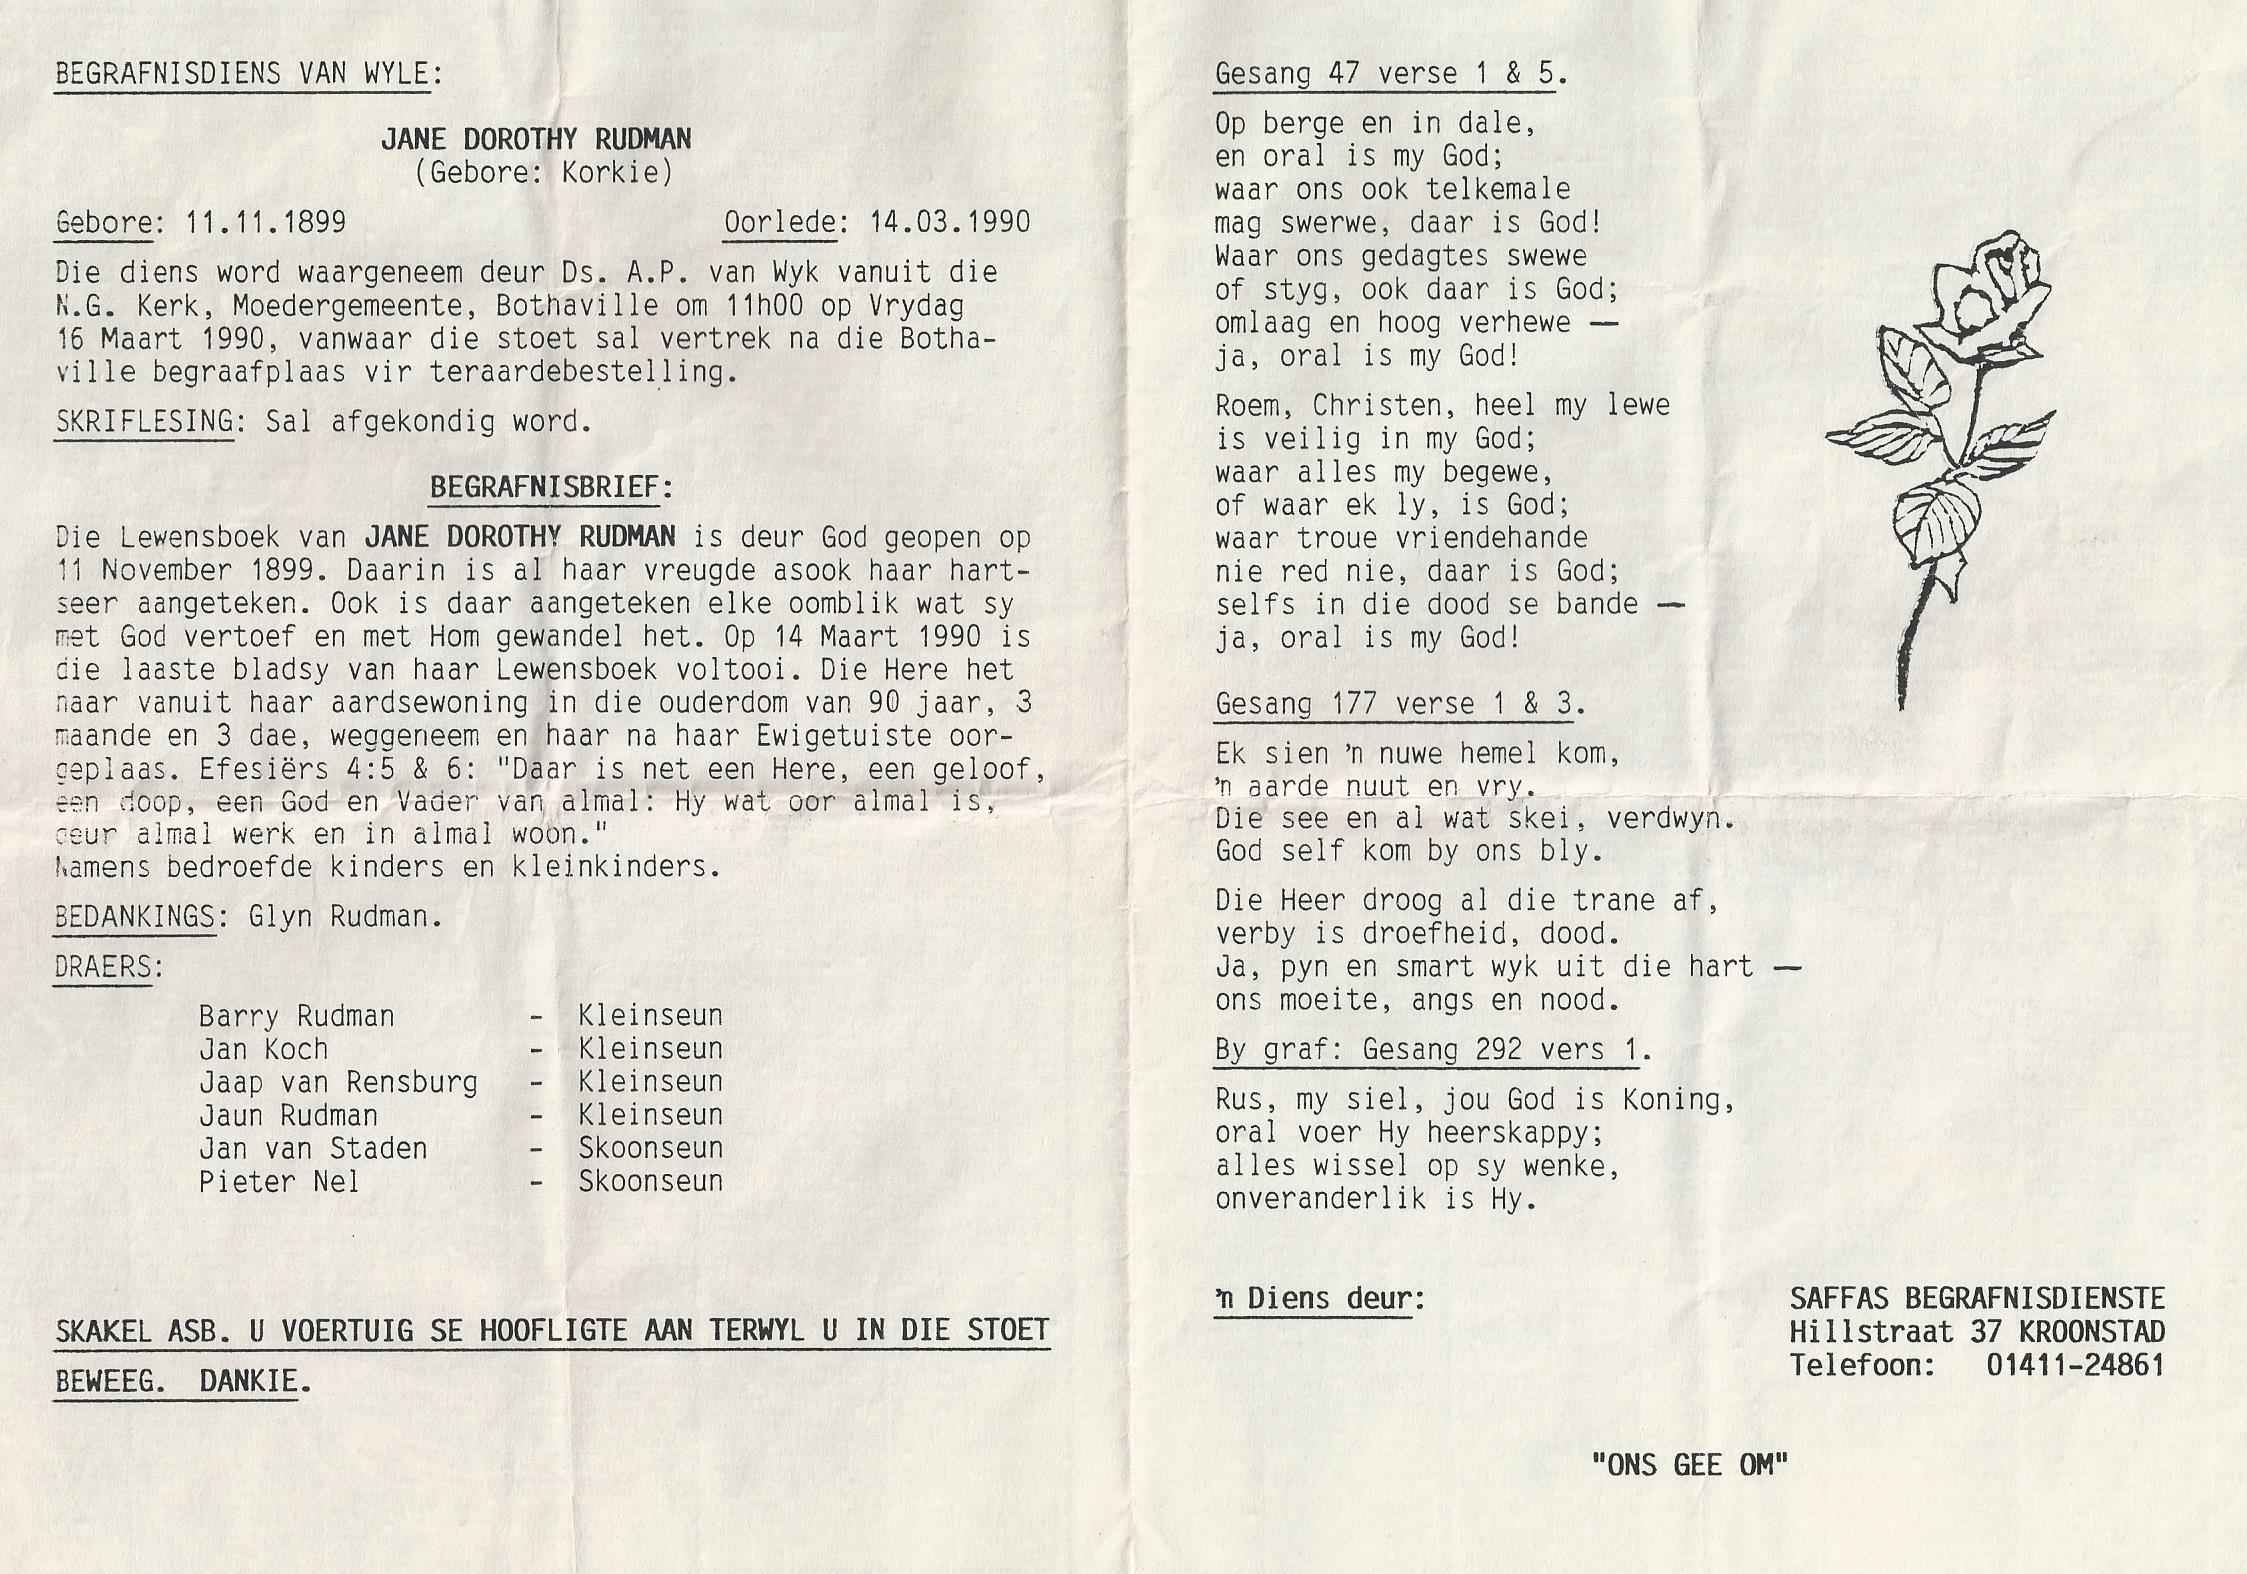 BEGRAFNISDIENS VAN WYLE:
JANE DOROTHY RUDMAN
(Gebore: Korkie)
Gebore: 11.11.1899 Oorlede: 14.03.1990
Die diens word waargeneem deur Ds. A.P. van Wyk vanuit die
N.G. Kerk, Moedergemeente, Bothaville om 11h00 op Vrydag
16 Maart 1990, vanwaar die stoet sal vertrek na die Botha-
ville begraafplaas vir teraardebestelling.
SKRIFLESING: Sal afgekondig word.
BEGRAFNISBRIEF:
Die Lewensboek van JANE DOROTHY RUDMAN is deur God geopen op
11 November 1899. Daarin is al haar vreugde asook haar hart-
seer aangeteken. Ook is daar aangeteken elke oomblik wat sy
met God vertoef en met Hom gewandel het. Op 14 Maart 1990 is
die laaste bladsy van haar Lewensboek voltooi. Die Here het
haar vanuit haar aardsewoning in die ouderdom van 90 jaar, 3
maande en 3 dae, weggeneem en haar na haar Ewigetuiste oor-
geplaas. Efesiërs 4:5 & 6: "Daar is net een Here, een geloof,
een doop, een God en Vader van almal: Hy wat oor almal is,
deur almal werk en in almal woon."
Namens bedroefde kinders en kleinkinders.
BEDANKINGS: Glyn Rudman.
DRAERS:
Barry Rudman - Kleinseun
Jan Koch - Kleinseun
Jaap van Rensburg - Kleinseun
Jaun Rudman - Kleinseun
Jan van Staden - Skoonseun
Pieter Nel - Skoonseun
SKAKEL ASB. U VOERTUIG SE HOOFLIGTE AAN TERWYL U IN DIE STOET
BEWEEG. DANKIE.
Gesang 47 verse 1 & 5.
Op berge en in dale,
en oral is my God;
waar ons ook telkemale
mag swerwe, daar is God!
Waar ons gedagtes swewe
of styg, ook daar is God;
omlaag en hoog verhewe —
ja, oral is my God!
Roem, Christen, heel my lewe
is veilig in my God;
waar alles my begewe,
of waar ek ly, is God;
waar troue vriendehande
nie red nie, daar is God;
selfs in die dood se bande —
ja, oral is my God!
Gesang 177 verse 1 & 3.
Ek sien 'n nuwe hemel kom,
'n aarde nuut en vry.
Die see en al wat skei, verdwyn.
God self kom by ons bly.
Die Heer droog al die trane af,
verby is droefheid, dood.
Ja, pyn en smart wyk uit die hart —
ons moeite, angs en nood.
By graf: Gesang 292 vers 1.
Rus, my siel, jou God is Koning,
oral voer Hy heerskappy;
alles wissel op sy wenke,
onveranderlik is Hy.
'n Diens deur: SAFFAS BEGRAFNISDIENSTE
Hillstraat 37 KROONSTAD
Telefoon: 01411-24861
"ONS GEE OM"